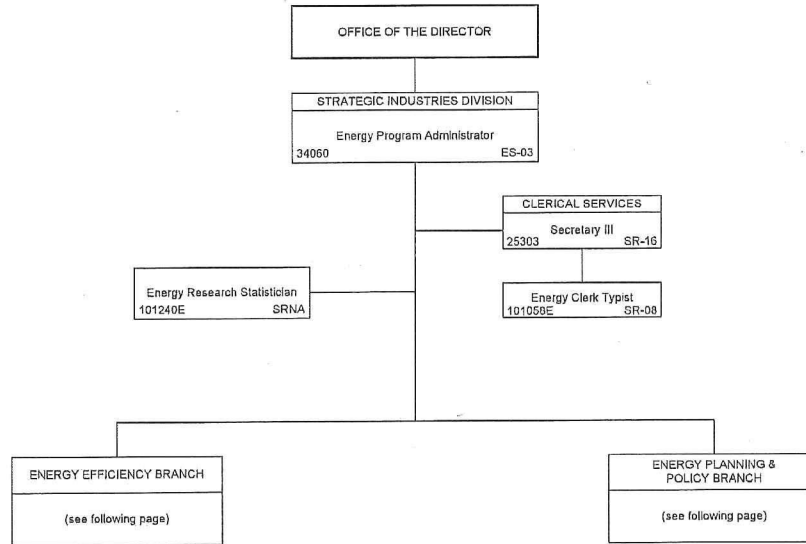 OFFICE OF THE DIRECTOR
STRATEGIC INDUSTRIES DIVISION
Energy Program Administrator
34060 ES-03
CLERICAL SERVICES
Secretary III
25303 SR-16
Energy Research Statistician
101240E SRNA
Energy Clerk Typist
101056E SR-08
ENERGY EFFICIENCY BRANCH
(see following page)
ENERGY PLANNING &
POLICY BRANCH
(see following page)